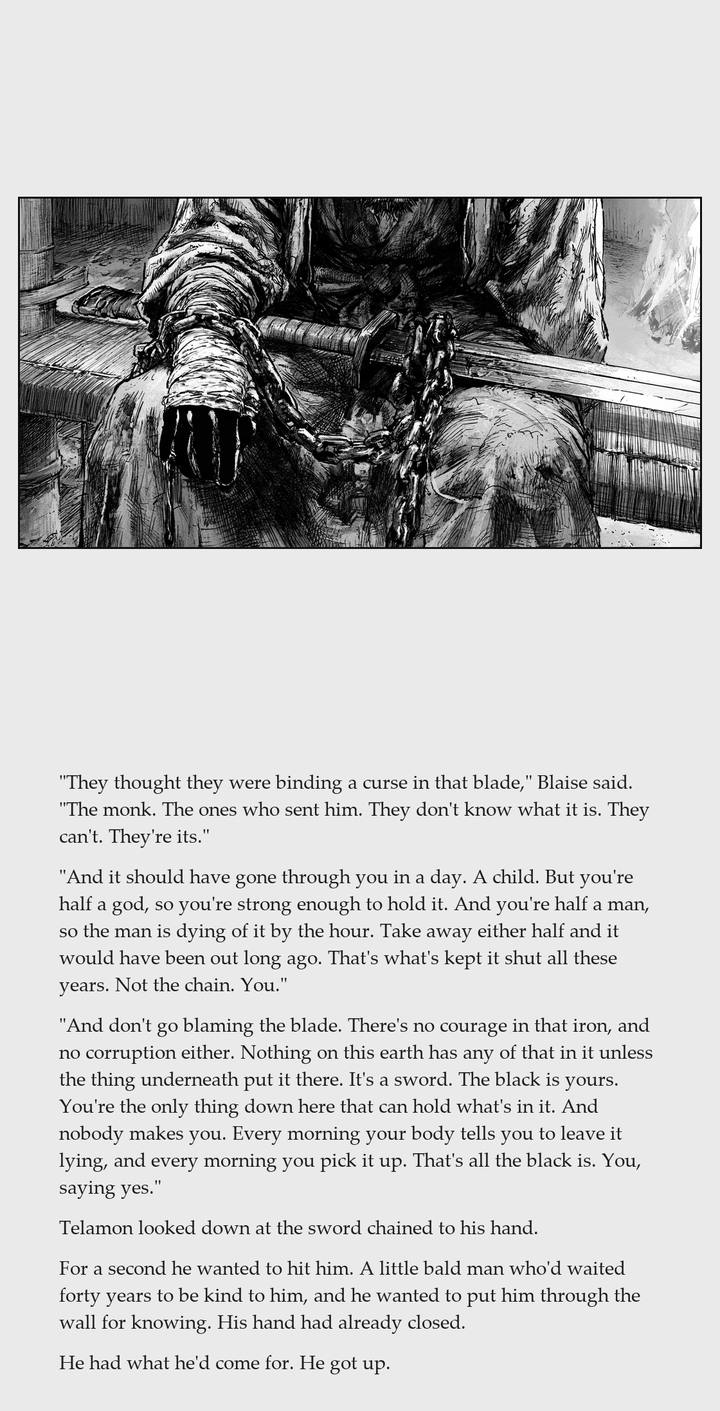 "They thought they were binding a curse in that blade," Blaise said.
"The monk. The ones who sent him. They don't know what it is. They
can't. They're its."
"And it should have gone through you in a day. A child. But you're
half a god, so you're strong enough to hold it. And you're half a man,
so the man is dying of it by the hour. Take away either half and it
would have been out long ago. That's what's kept it shut all these
years. Not the chain. You."
"And don't go blaming the blade. There's no courage in that iron, and
no corruption either. Nothing on this earth has any of that in it unless
the thing underneath put it there. It's a sword. The black is yours.
You're the only thing down here that can hold what's in it. And
nobody makes you. Every morning your body tells you to leave it
lying, and every morning you pick it up. That's all the black is. You,
saying yes."
Telamon looked down at the sword chained to his hand.
For a second he wanted to hit him. A little bald man who'd waited
forty years to be kind to him, and he wanted to put him through the
wall for knowing. His hand had already closed.
He had what he'd come for. He got up.